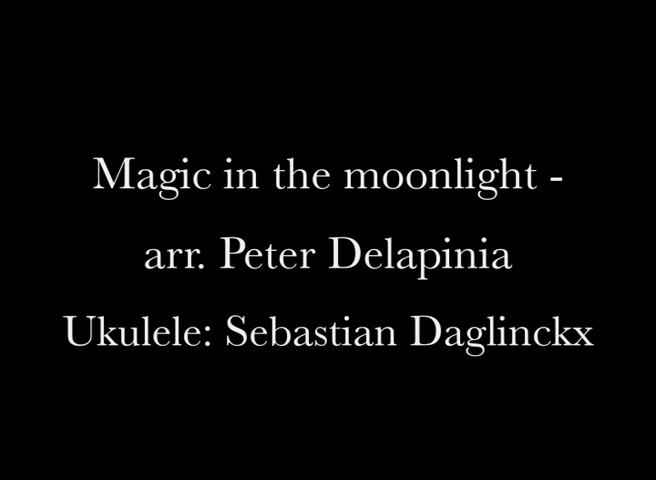 Magic in the moonlight -
arr. Peter Delapinia
Ukulele: Sebastian Daglinckx